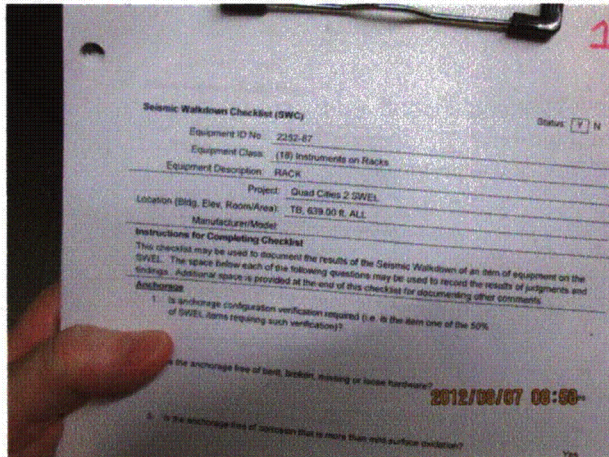 1
Seismic Walkdown Checklist (SWC)
Status: Y N
Equipment ID No. 2252-87
Equipment Class: (18) Instruments on Racks
Equipment Description: RACK
Project: Quad Cities 2 SWEL
Location (Bldg, Elev, Room/Area): TB, 639.00 ft, ALL
Manufacturer/Model:
Instructions for Completing Checklist
This checklist may be used to document the results of the Seismic Walkdown of an item of equipment on the
SWEL. The space below each of the following questions may be used to record the results of judgments and
findings. Additional space is provided at the end of this checklist for documenting other comments.
Anchorage
1. Is anchorage configuration verification required (i.e. is the item one of the 50%
of SWEL items requiring such verification)?
Is the anchorage free of bent, broken, missing or loose hardware?
3. Is the anchorage free of corrosion that is more than mild surface oxidation?
Yes